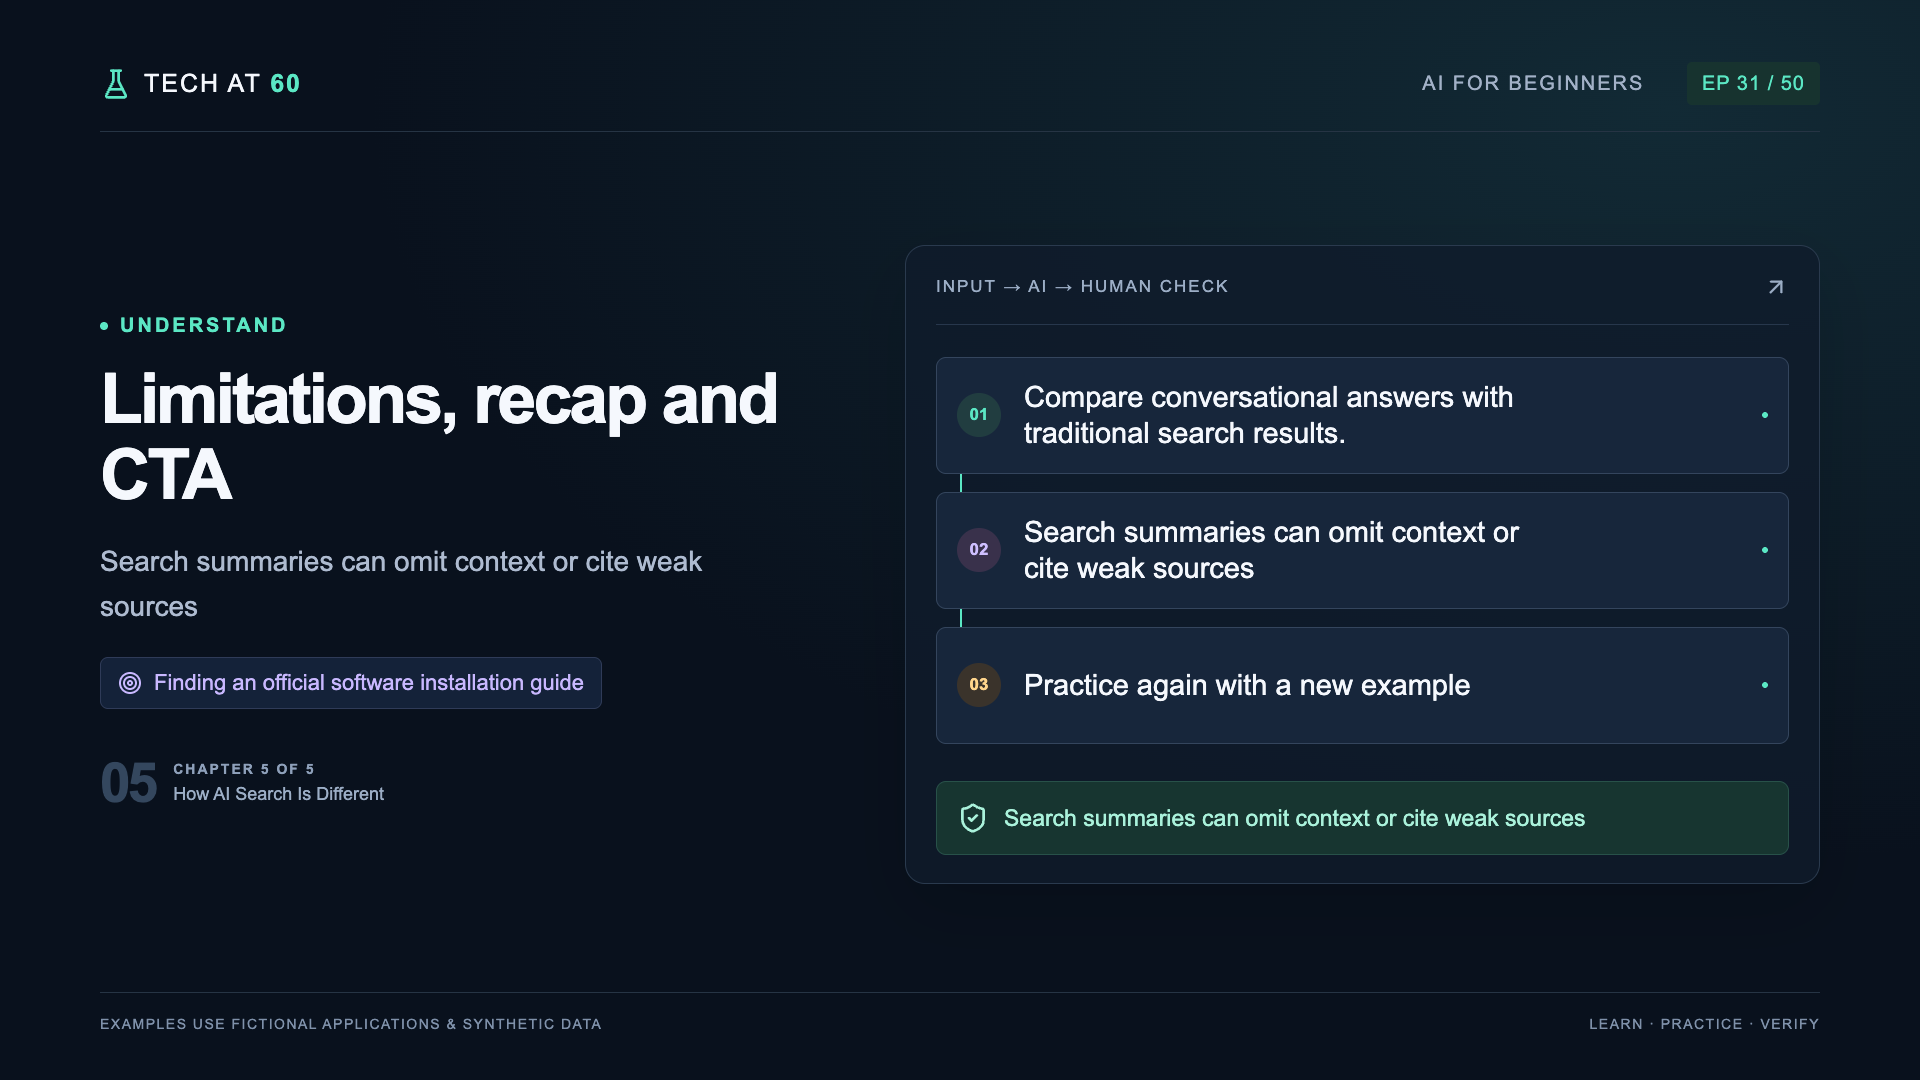 TECH AT 60
AI FOR BEGINNERS
EP 31 / 50
UNDERSTAND
Limitations, recap and
CTA
Search summaries can omit context or cite weak
sources
Finding an official software installation guide
05
CHAPTER 5 OF 5
How AI Search Is Different
INPUT → AI → HUMAN CHECK
01
Compare conversational answers with
traditional search results.
02
Search summaries can omit context or
cite weak sources
03
Practice again with a new example
Search summaries can omit context or cite weak sources
EXAMPLES USE FICTIONAL APPLICATIONS & SYNTHETIC DATA
LEARN · PRACTICE · VERIFY